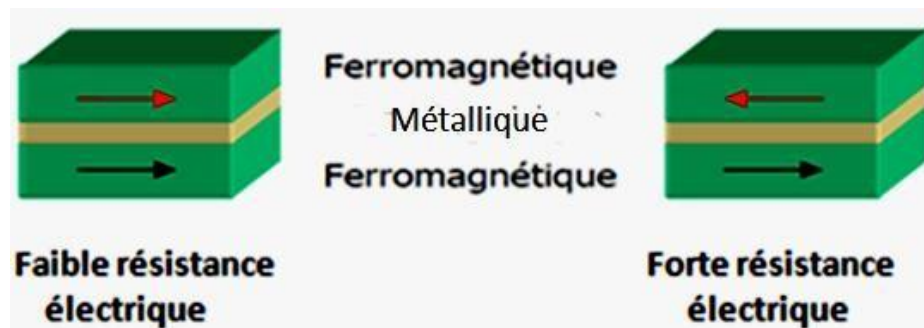 Ferromagnétique
Métallique
Ferromagnétique
Faible résistance
électrique
Forte résistance
électrique